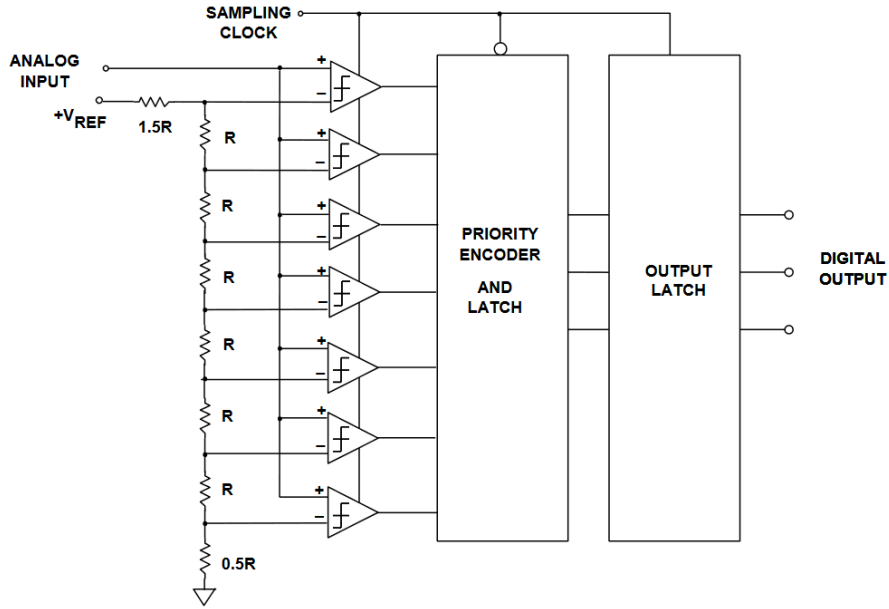 SAMPLING
CLOCK
ANALOG
INPUT
+VREF
1.5R
+
–
R
+
–
R
+
–
R
+
–
R
+
–
R
+
–
R
+
–
0.5R
PRIORITY
ENCODER
AND
LATCH
OUTPUT
LATCH
DIGITAL
OUTPUT